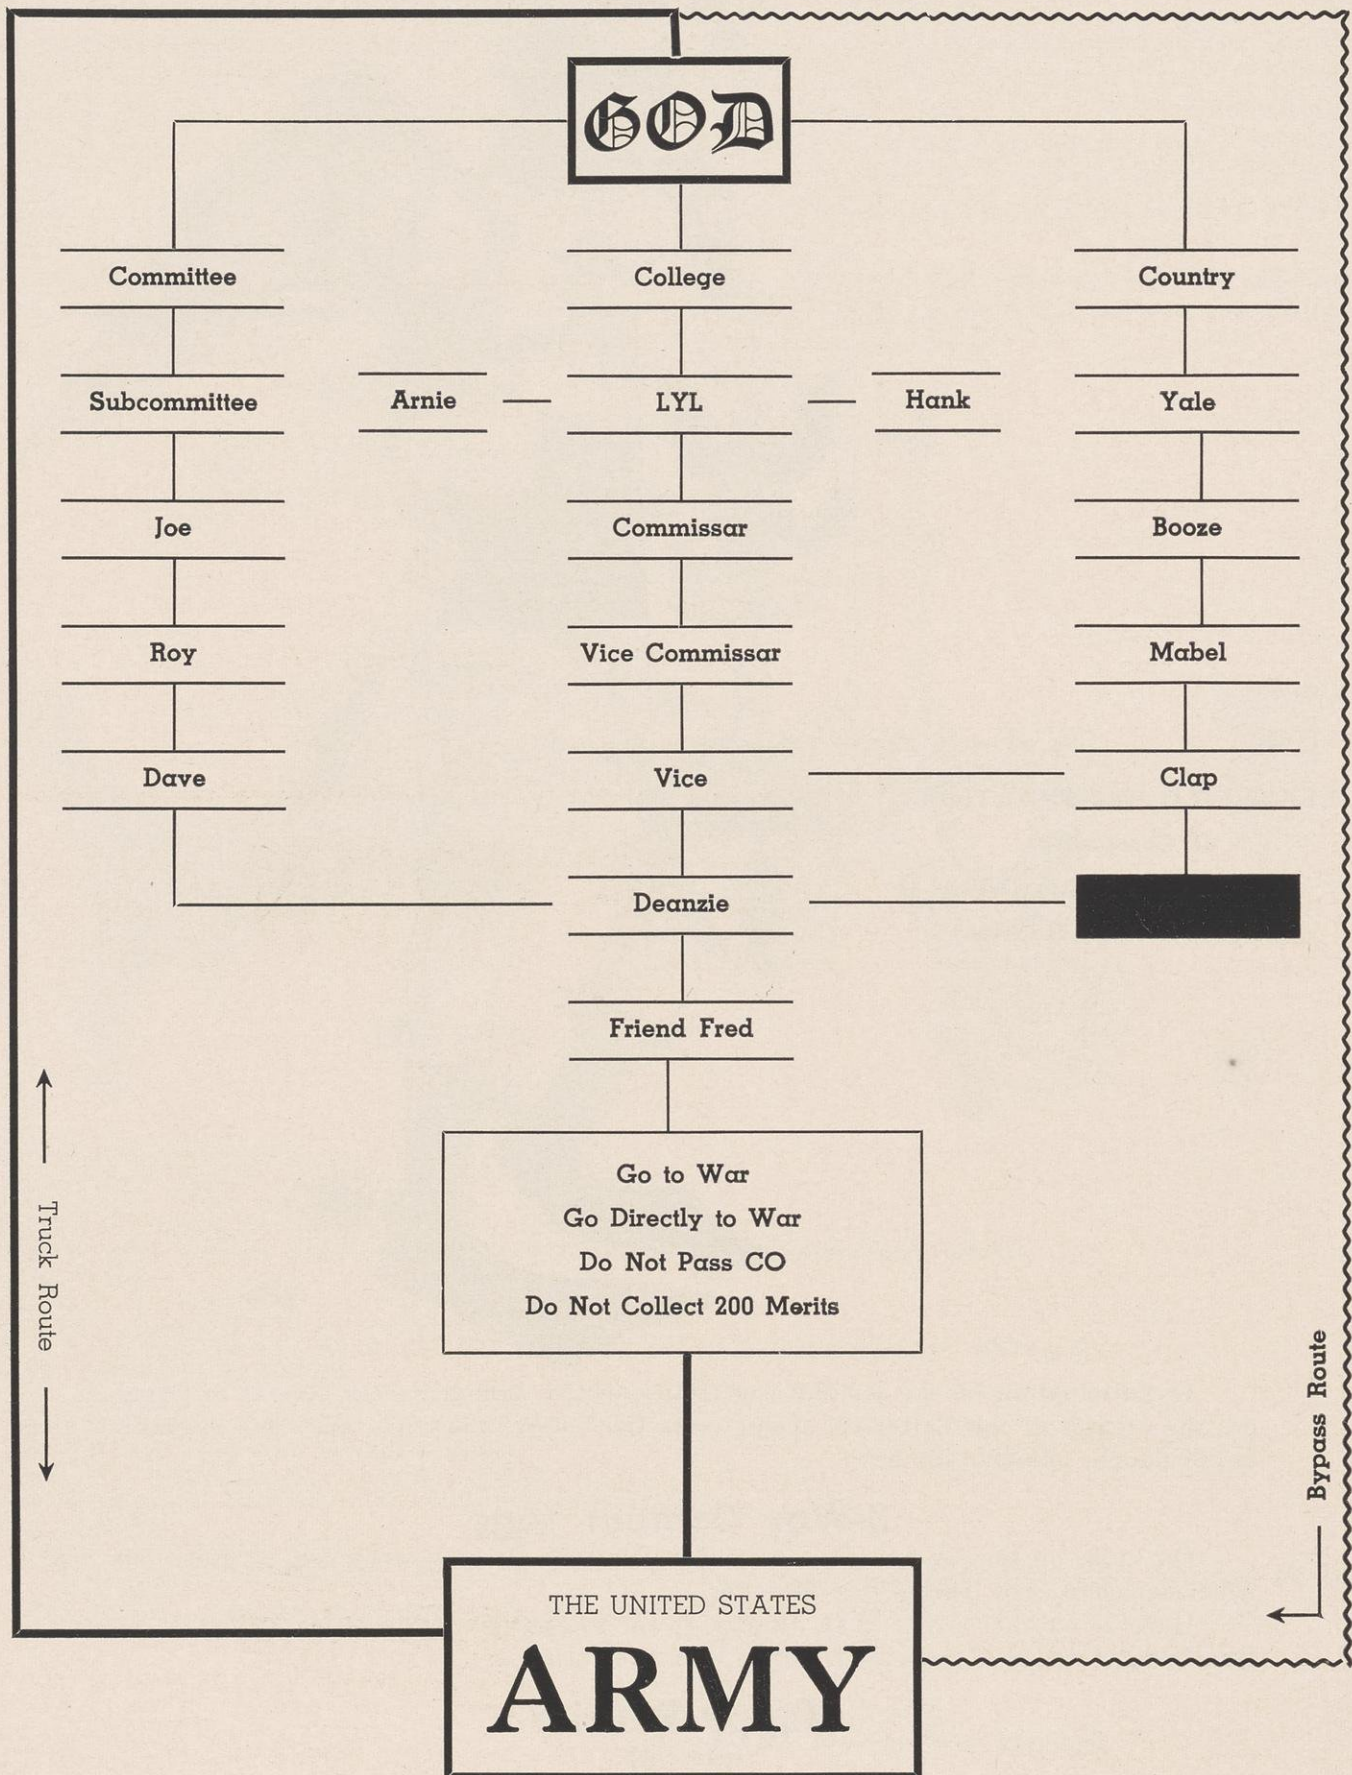 GOD
Committee
College
Country
Subcommittee
Arnie
LYL
Hank
Yale
Joe
Commissar
Booze
Roy
Vice Commissar
Mabel
Dave
Vice
Clap
Deanzie
Friend Fred
Go to War
Go Directly to War
Do Not Pass CO
Do Not Collect 200 Merits
Truck Route
Bypass Route
THE UNITED STATES
ARMY